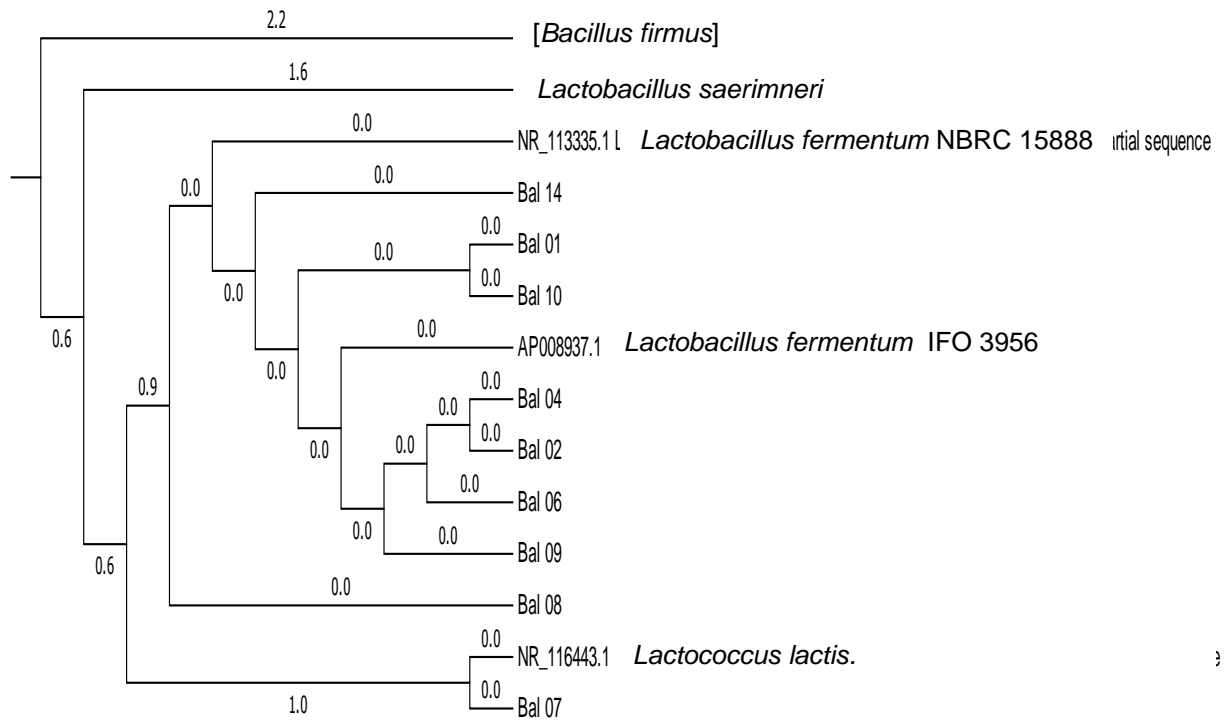 2.2
[Bacillus firmus]
1.6
Lactobacillus saerimneri
0.0
NR_113335.1 L Lactobacillus fermentum NBRC 15888 rtial sequence
0.0
0.0
Bal 14
0.0
Bal 01
0.0
0.0
0.0
Bal 10
0.0
0.6
0.0
AP008937.1 Lactobacillus fermentum IFO 3956
0.0
0.9
0.0
Bal 04
0.0
0.0
Bal 02
0.0
0.0
0.0
Bal 06
0.0
0.0
Bal 09
0.6
0.0
Bal 08
0.0
NR_116443.1 Lactococcus lactis.
0.0
1.0
Bal 07